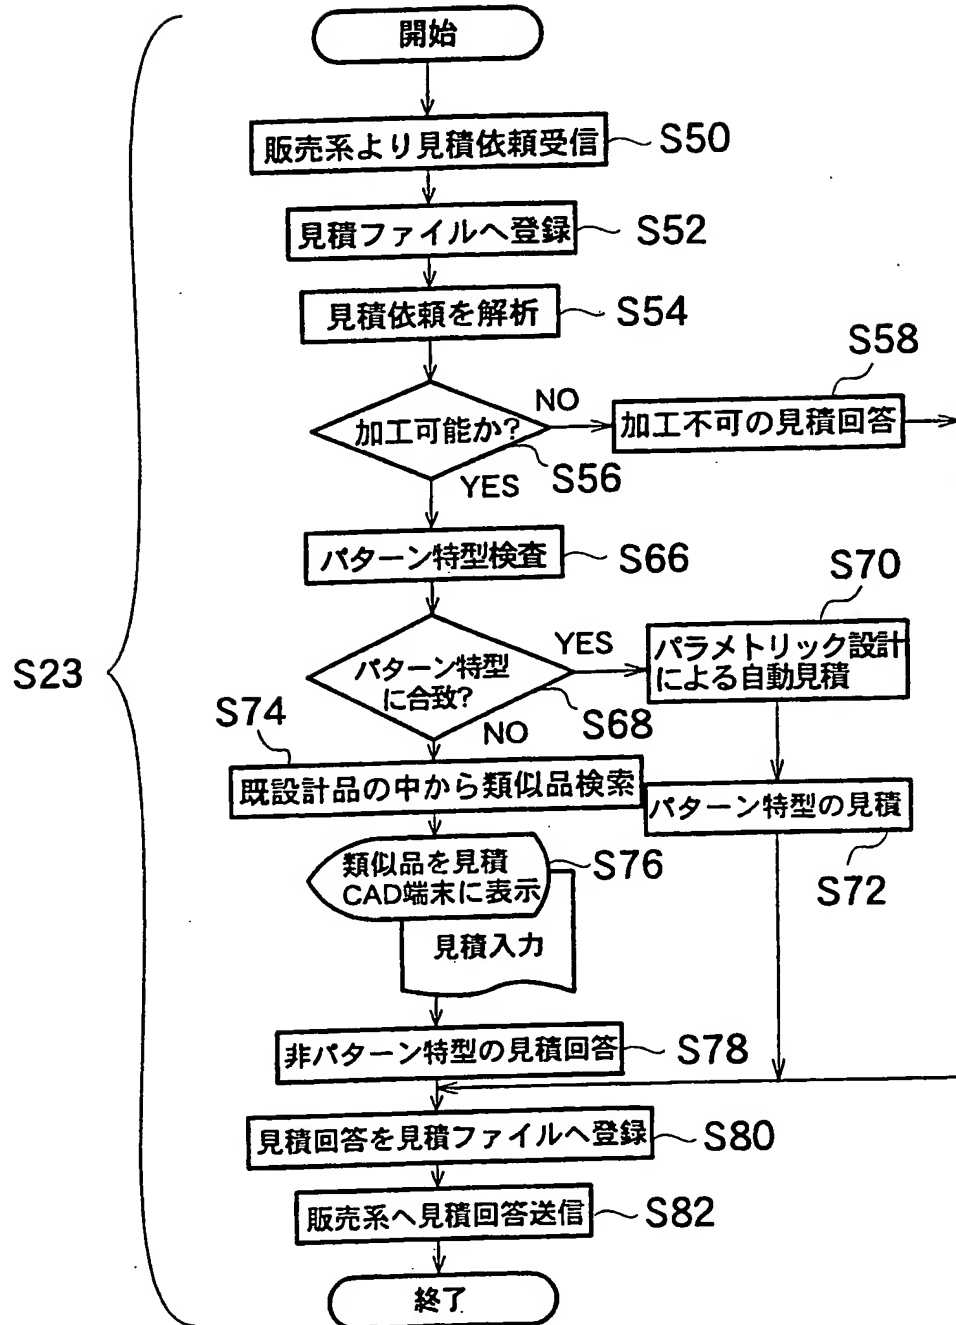 開始
販売系より見積依頼受信
S50
見積ファイルへ登録
S52
見積依頼を解析
S54
S58
加工可能か?
NO
加工不可の見積回答
S56
YES
パターン特型検査
S66
S70
S23
パターン特型
に合致?
YES
パラメトリック設計
による自動見積
S68
S74
NO
既設計品の中から類似品検索
パターン特型の見積
S72
類似品を見積
CAD端末に表示
S76
見積入力
非パターン特型の見積回答
S78
見積回答を見積ファイルへ登録
S80
販売系へ見積回答送信
S82
終了